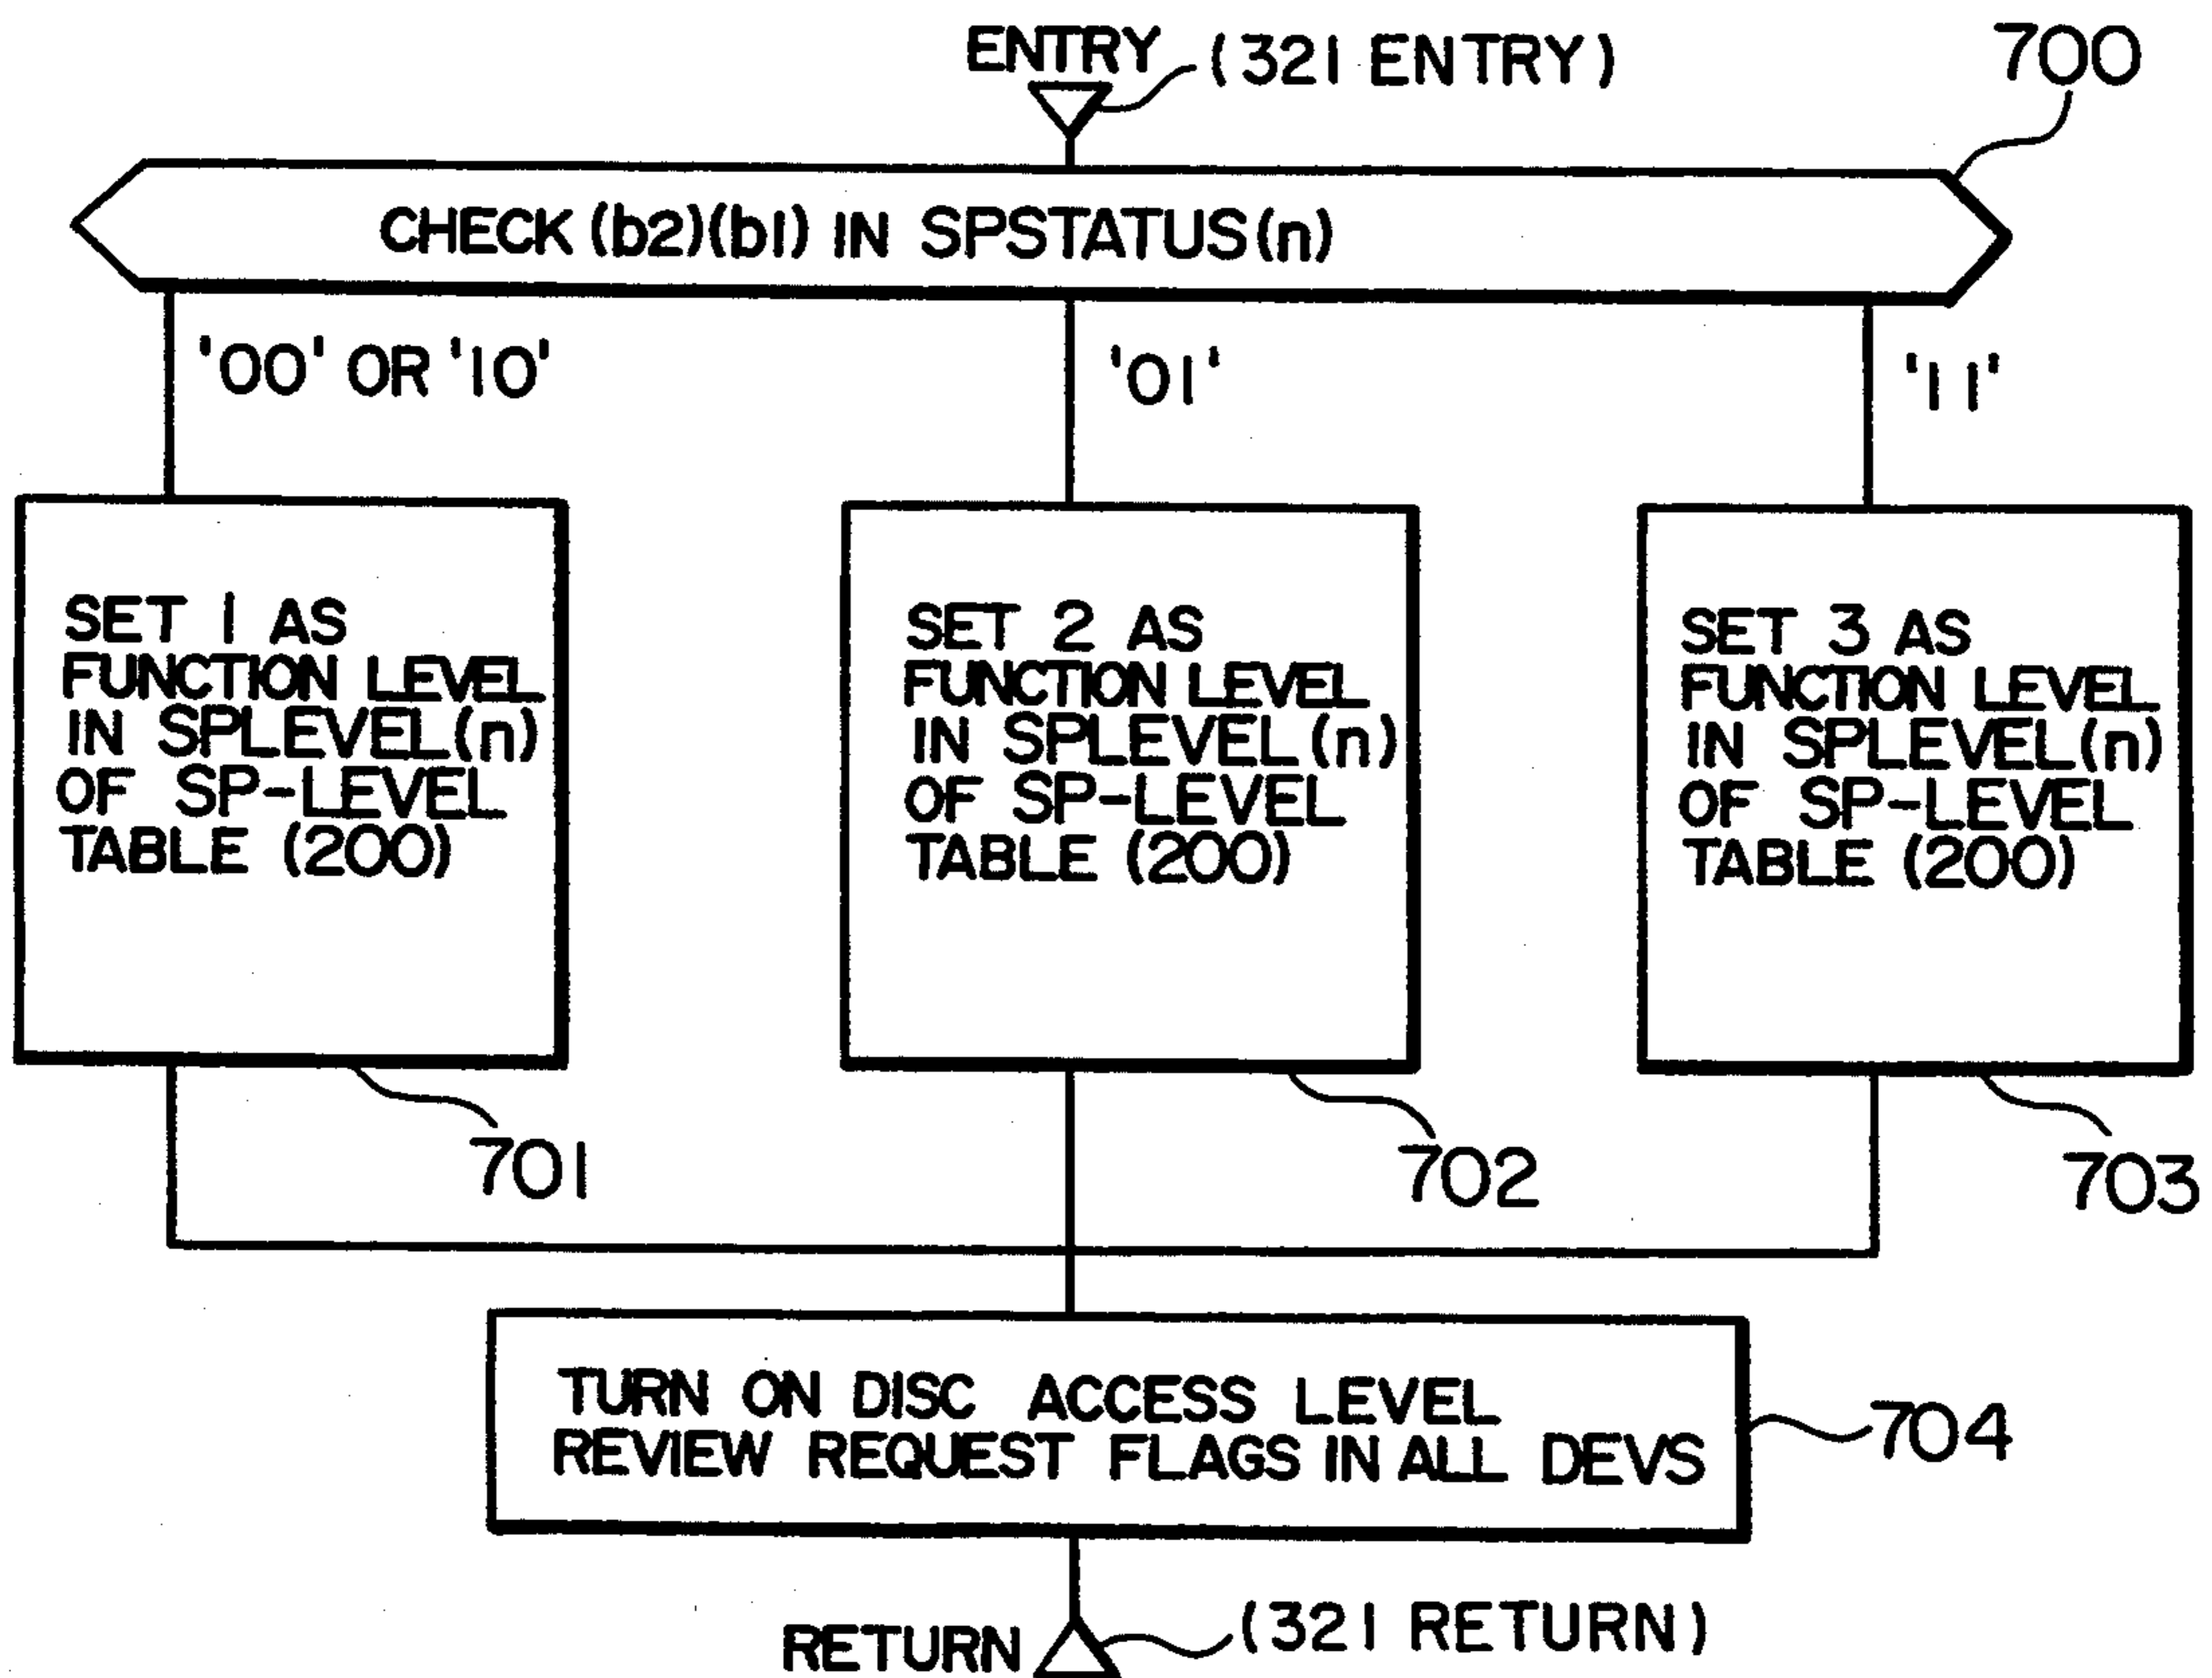 ENTRY (321 ENTRY)
700
CHECK (b2)(b1) IN SPSTATUS(n)
'00' OR '10'
'01'
'11'
SET 1 AS
FUNCTION LEVEL
IN SPLEVEL(n)
OF SP-LEVEL
TABLE (200)
SET 2 AS
FUNCTION LEVEL
IN SPLEVEL(n)
OF SP-LEVEL
TABLE (200)
SET 3 AS
FUNCTION LEVEL
IN SPLEVEL(n)
OF SP-LEVEL
TABLE (200)
701
702
703
TURN ON DISC ACCESS LEVEL
REVIEW REQUEST FLAGS IN ALL DEVS
704
RETURN (321 RETURN)